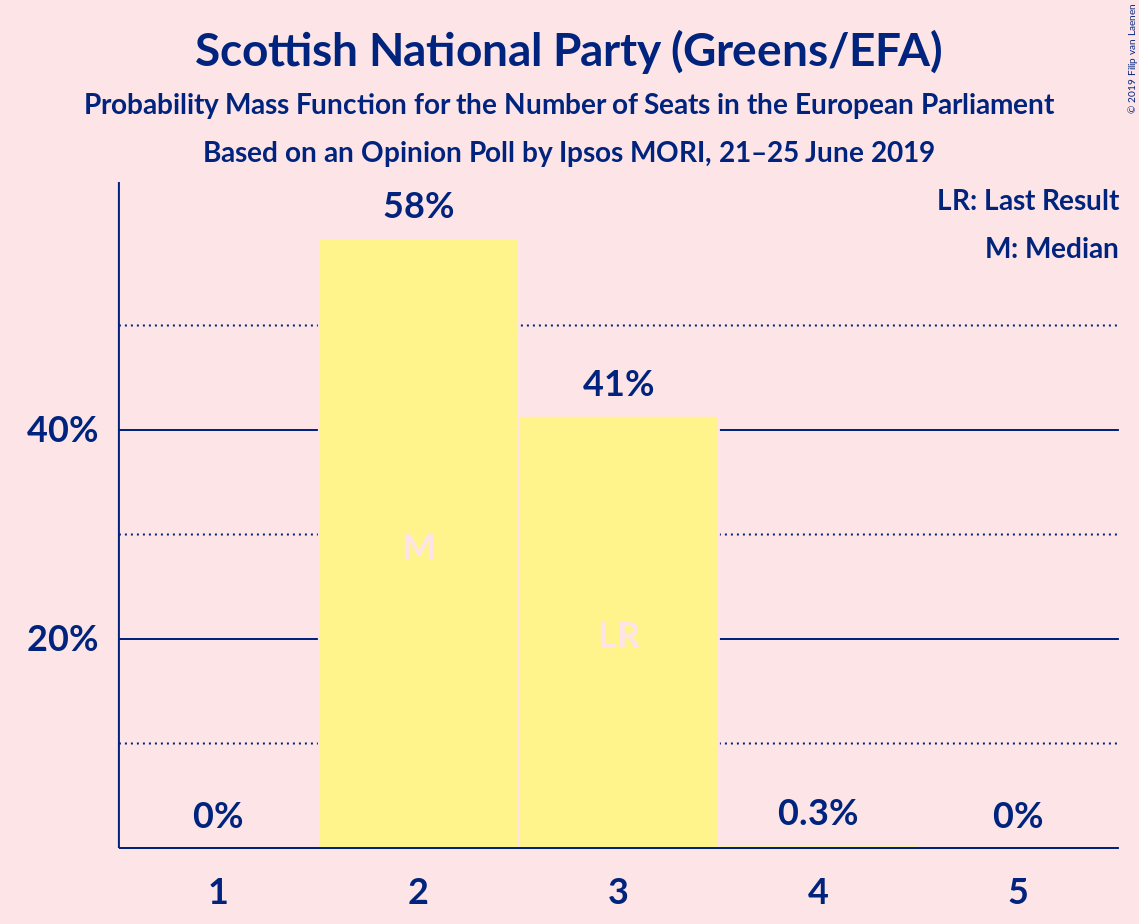 Scottish National Party (Greens/EFA)
Probability Mass Function for the Number of Seats in the European Parliament
Based on an Opinion Poll by Ipsos MORI, 21–25 June 2019
© 2019 Filip van Laenen
LR: Last Result
M: Median
58%
41%
40%
M
LR
20%
0%
0.3%
0%
1
2
3
4
5